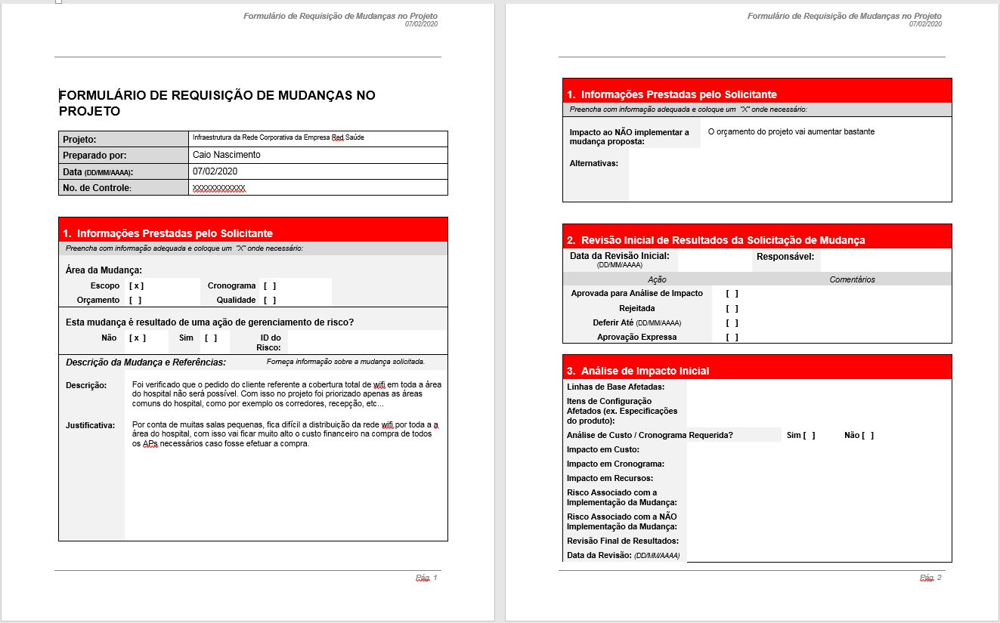 Formulário de Requisição de Mudanças no Projeto
07/02/2020
FORMULÁRIO DE REQUISIÇÃO DE MUDANÇAS NO
PROJETO
Projeto: Infraestrutura da Rede Corporativa da Empresa Red Saúde
Preparado por: Caio Nascimento
Data (DD/MM/AAAA): 07/02/2020
No. de Controle: XXXXXXXXXXXX
1. Informações Prestadas pelo Solicitante
Preencha com informação adequada e coloque um "X" onde necessário:
Área da Mudança:
Escopo [ x ] Cronograma [ ]
Orçamento [ ] Qualidade [ ]
Esta mudança é resultado de uma ação de gerenciamento de risco?
Não [ x ] Sim [ ] ID do
Risco:
Descrição da Mudança e Referências: Forneça informação sobre a mudança solicitada.
Descrição: Foi verificado que o pedido do cliente referente a cobertura total de wifi em toda a área
do hospital não será possível. Com isso no projeto foi priorizado apenas as áreas
comuns do hospital, como por exemplo os corredores, recepção, etc...
Justificativa: Por conta de muitas salas pequenas, fica difícil a distribuição da rede wifi por toda a a
área do hospital, com isso vai ficar muito alto o custo financeiro na compra de todos
os APs necessários caso fosse efetuar a compra.
Pág. 1
Formulário de Requisição de Mudanças no Projeto
07/02/2020
1. Informações Prestadas pelo Solicitante
Preencha com informação adequada e coloque um "X" onde necessário:
Impacto ao NÃO implementar a O orçamento do projeto vai aumentar bastante
mudança proposta:
Alternativas:
2. Revisão Inicial de Resultados da Solicitação de Mudança
Data da Revisão Inicial: Responsável:
(DD/MM/AAAA)
Ação Comentários
Aprovada para Análise de Impacto [ ]
Rejeitada [ ]
Deferir Até (DD/MM/AAAA) [ ]
Aprovação Expressa [ ]
3. Análise de Impacto Inicial
Linhas de Base Afetadas:
Itens de Configuração
Afetados (ex. Especificações
do produto):
Análise de Custo / Cronograma Requerida? Sim [ ] Não [ ]
Impacto em Custo:
Impacto em Cronograma:
Impacto em Recursos:
Risco Associado com a
Implementação da Mudança:
Risco Associado com a NÃO
Implementação da Mudança:
Revisão Final de Resultados:
Data da Revisão: (DD/MM/AAAA)
Pág. 2